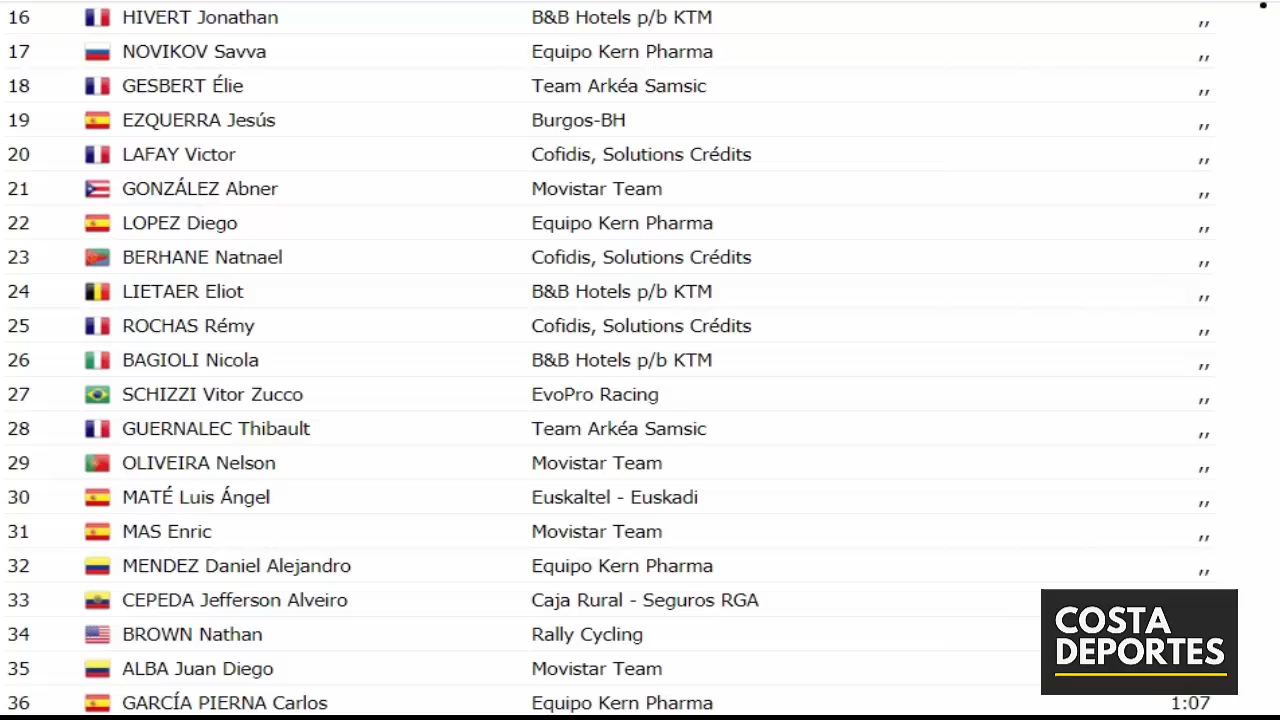 16 HIVERT Jonathan B&B Hotels p/b KTM ,,
17 NOVIKOV Savva Equipo Kern Pharma ,,
18 GESBERT Élie Team Arkéa Samsic ,,
19 EZQUERRA Jesús Burgos-BH ,,
20 LAFAY Victor Cofidis, Solutions Crédits ,,
21 GONZÁLEZ Abner Movistar Team ,,
22 LOPEZ Diego Equipo Kern Pharma ,,
23 BERHANE Natnael Cofidis, Solutions Crédits ,,
24 LIETAER Eliot B&B Hotels p/b KTM ,,
25 ROCHAS Rémy Cofidis, Solutions Crédits ,,
26 BAGIOLI Nicola B&B Hotels p/b KTM ,,
27 SCHIZZI Vitor Zucco EvoPro Racing ,,
28 GUERNALEC Thibault Team Arkéa Samsic ,,
29 OLIVEIRA Nelson Movistar Team ,,
30 MATÉ Luis Ángel Euskaltel - Euskadi ,,
31 MAS Enric Movistar Team ,,
32 MENDEZ Daniel Alejandro Equipo Kern Pharma ,,
33 CEPEDA Jefferson Alveiro Caja Rural - Seguros RGA
34 BROWN Nathan Rally Cycling
35 ALBA Juan Diego Movistar Team
36 GARCÍA PIERNA Carlos Equipo Kern Pharma 1:07
COSTA
DEPORTES